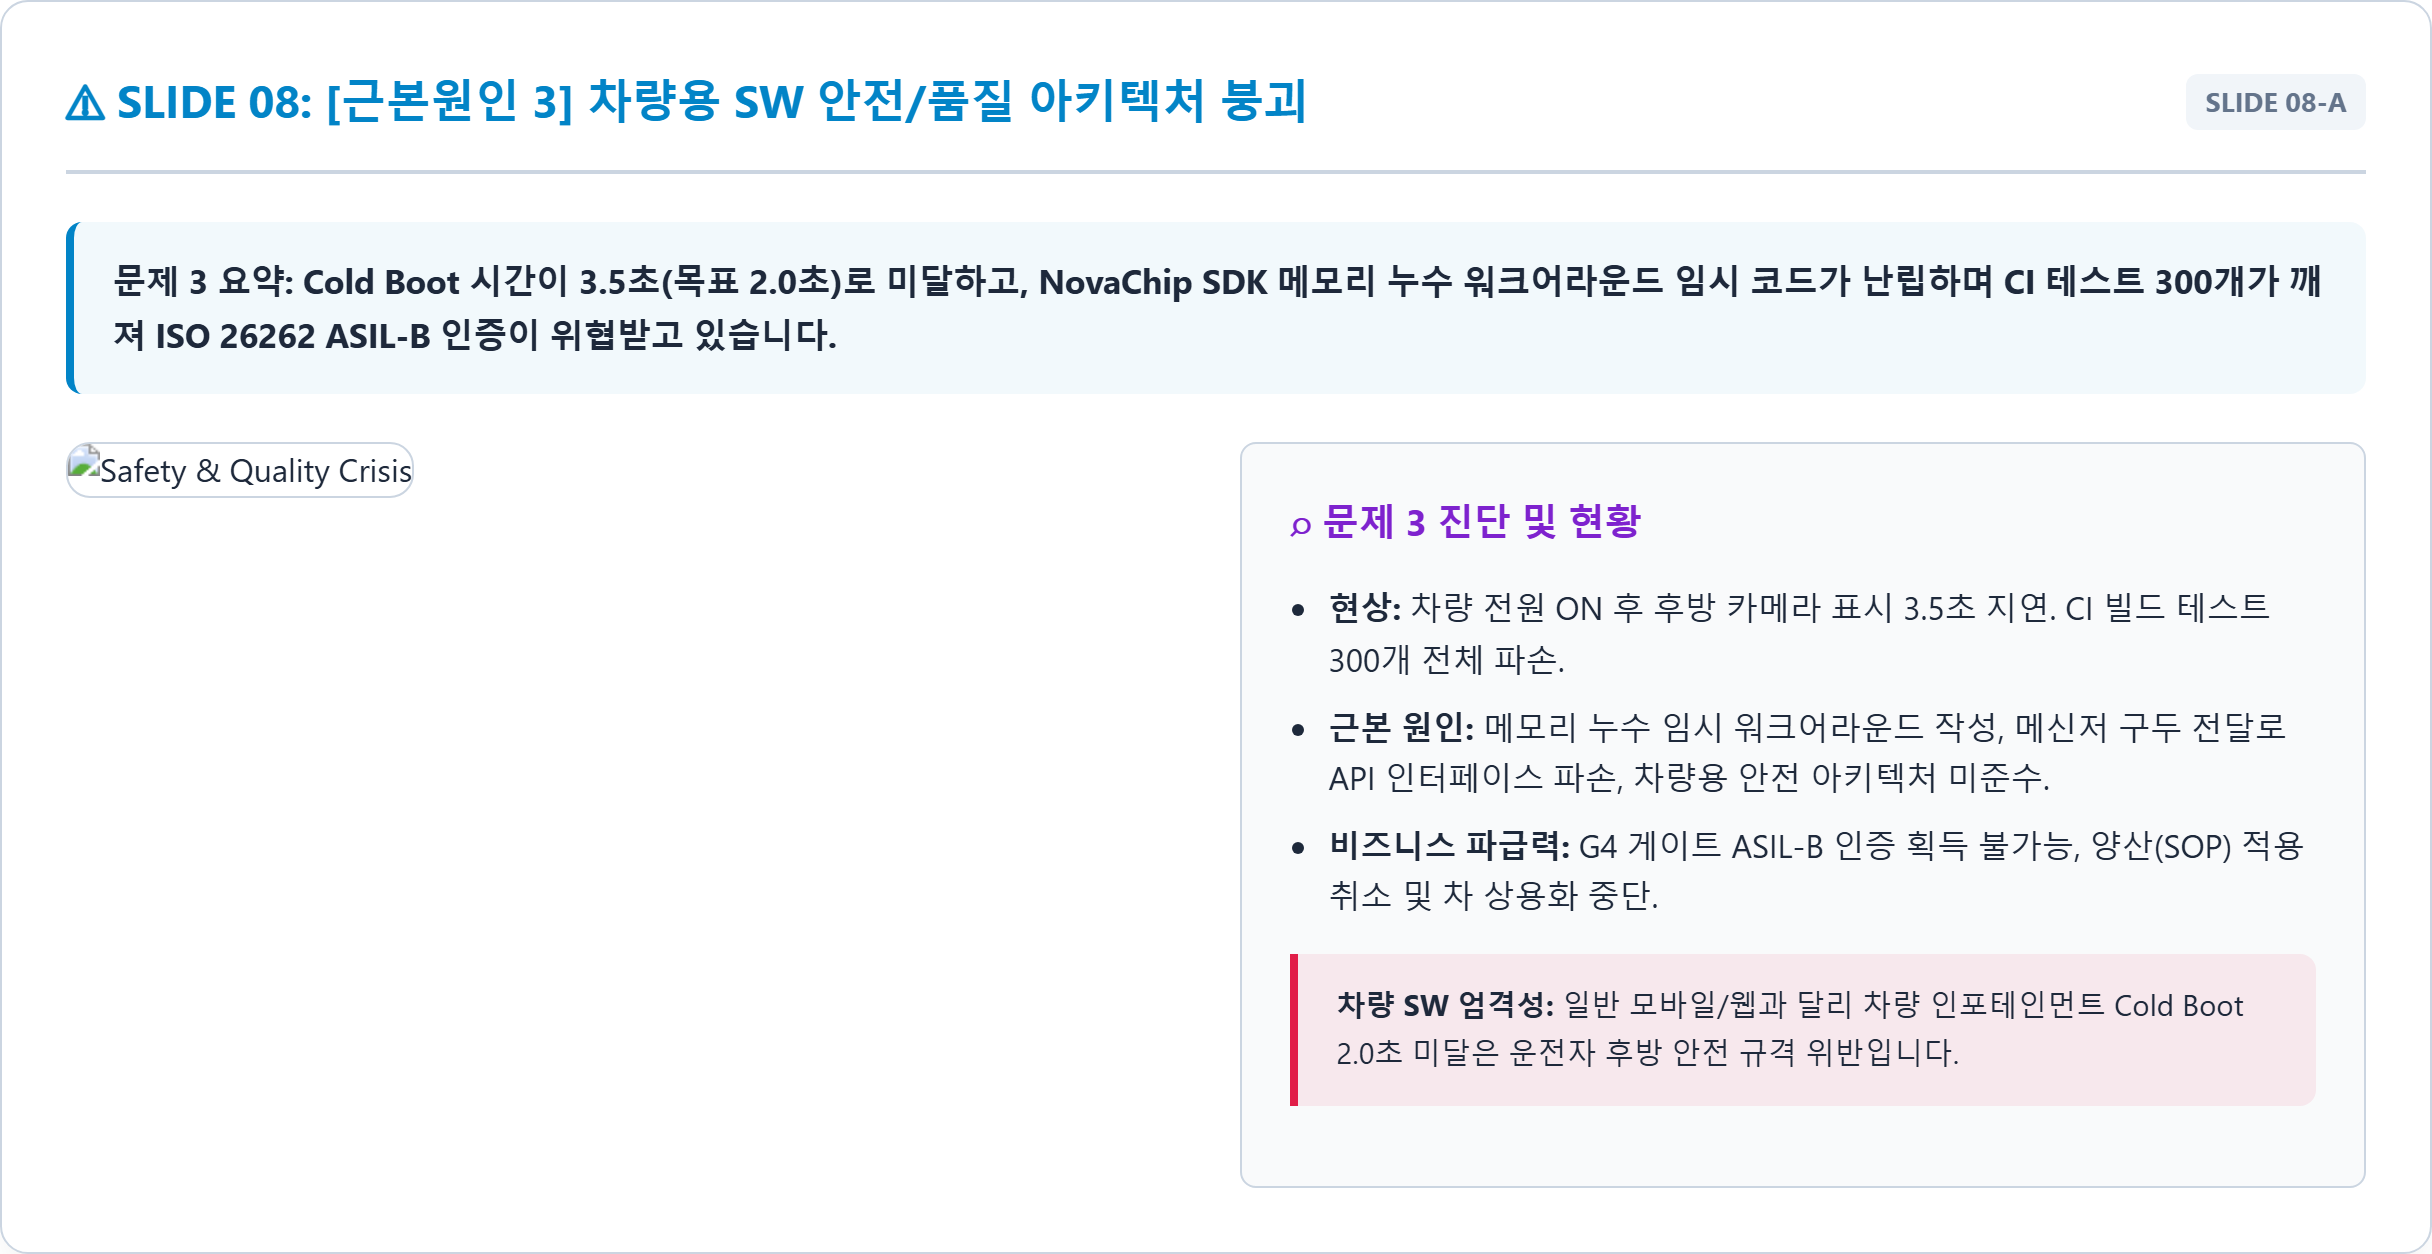 ⚠ SLIDE 08: [근본원인 3] 차량용 SW 안전/품질 아키텍처 붕괴
SLIDE 08-A
문제 3 요약: Cold Boot 시간이 3.5초(목표 2.0초)로 미달하고, NovaChip SDK 메모리 누수 워크어라운드 임시 코드가 난립하며 CI 테스트 300개가 깨
져 ISO 26262 ASIL-B 인증이 위협받고 있습니다.
Safety & Quality Crisis
⌕ 문제 3 진단 및 현황
• 현상: 차량 전원 ON 후 후방 카메라 표시 3.5초 지연. CI 빌드 테스트
300개 전체 파손.
• 근본 원인: 메모리 누수 임시 워크어라운드 작성, 메신저 구두 전달로
API 인터페이스 파손, 차량용 안전 아키텍처 미준수.
• 비즈니스 파급력: G4 게이트 ASIL-B 인증 획득 불가능, 양산(SOP) 적용
취소 및 차 상용화 중단.
차량 SW 엄격성: 일반 모바일/웹과 달리 차량 인포테인먼트 Cold Boot
2.0초 미달은 운전자 후방 안전 규격 위반입니다.